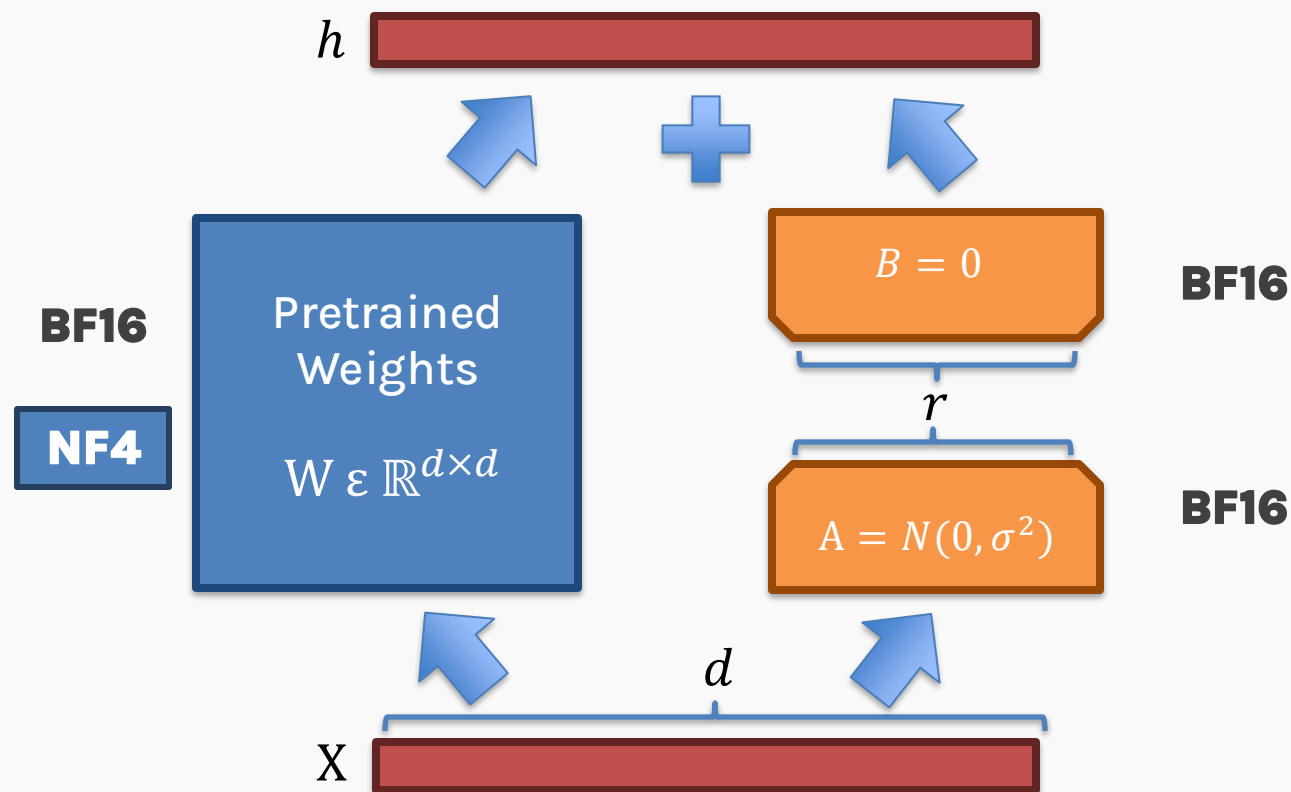 h
B = 0
BF16
BF16
Pretrained
Weights
r
NF4
W ε ℝ^{d×d}
A = N(0, σ²)
BF16
d
X